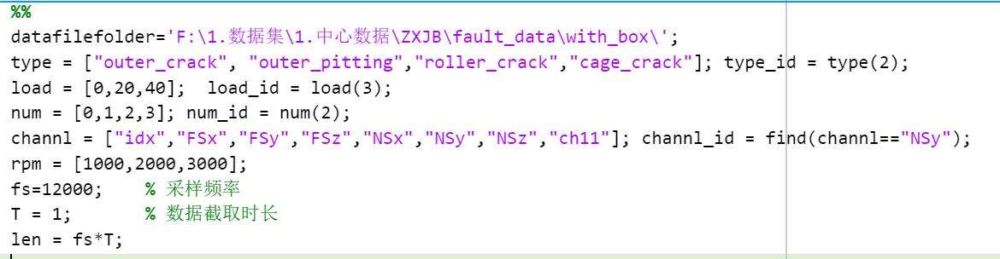 %%
datafilefolder='F:\1.数据集\1.中心数据\ZXJB\fault_data\with_box\';
type = ["outer_crack", "outer_pitting","roller_crack","cage_crack"]; type_id = type(2);
load = [0,20,40];  load_id = load(3);
num = [0,1,2,3]; num_id = num(2);
channl = ["idx","FSx","FSy","FSz","NSx","NSy","NSz","ch11"]; channl_id = find(channl=="NSy");
rpm = [1000,2000,3000];
fs=12000;    % 采样频率
T = 1;       % 数据截取时长
len = fs*T;